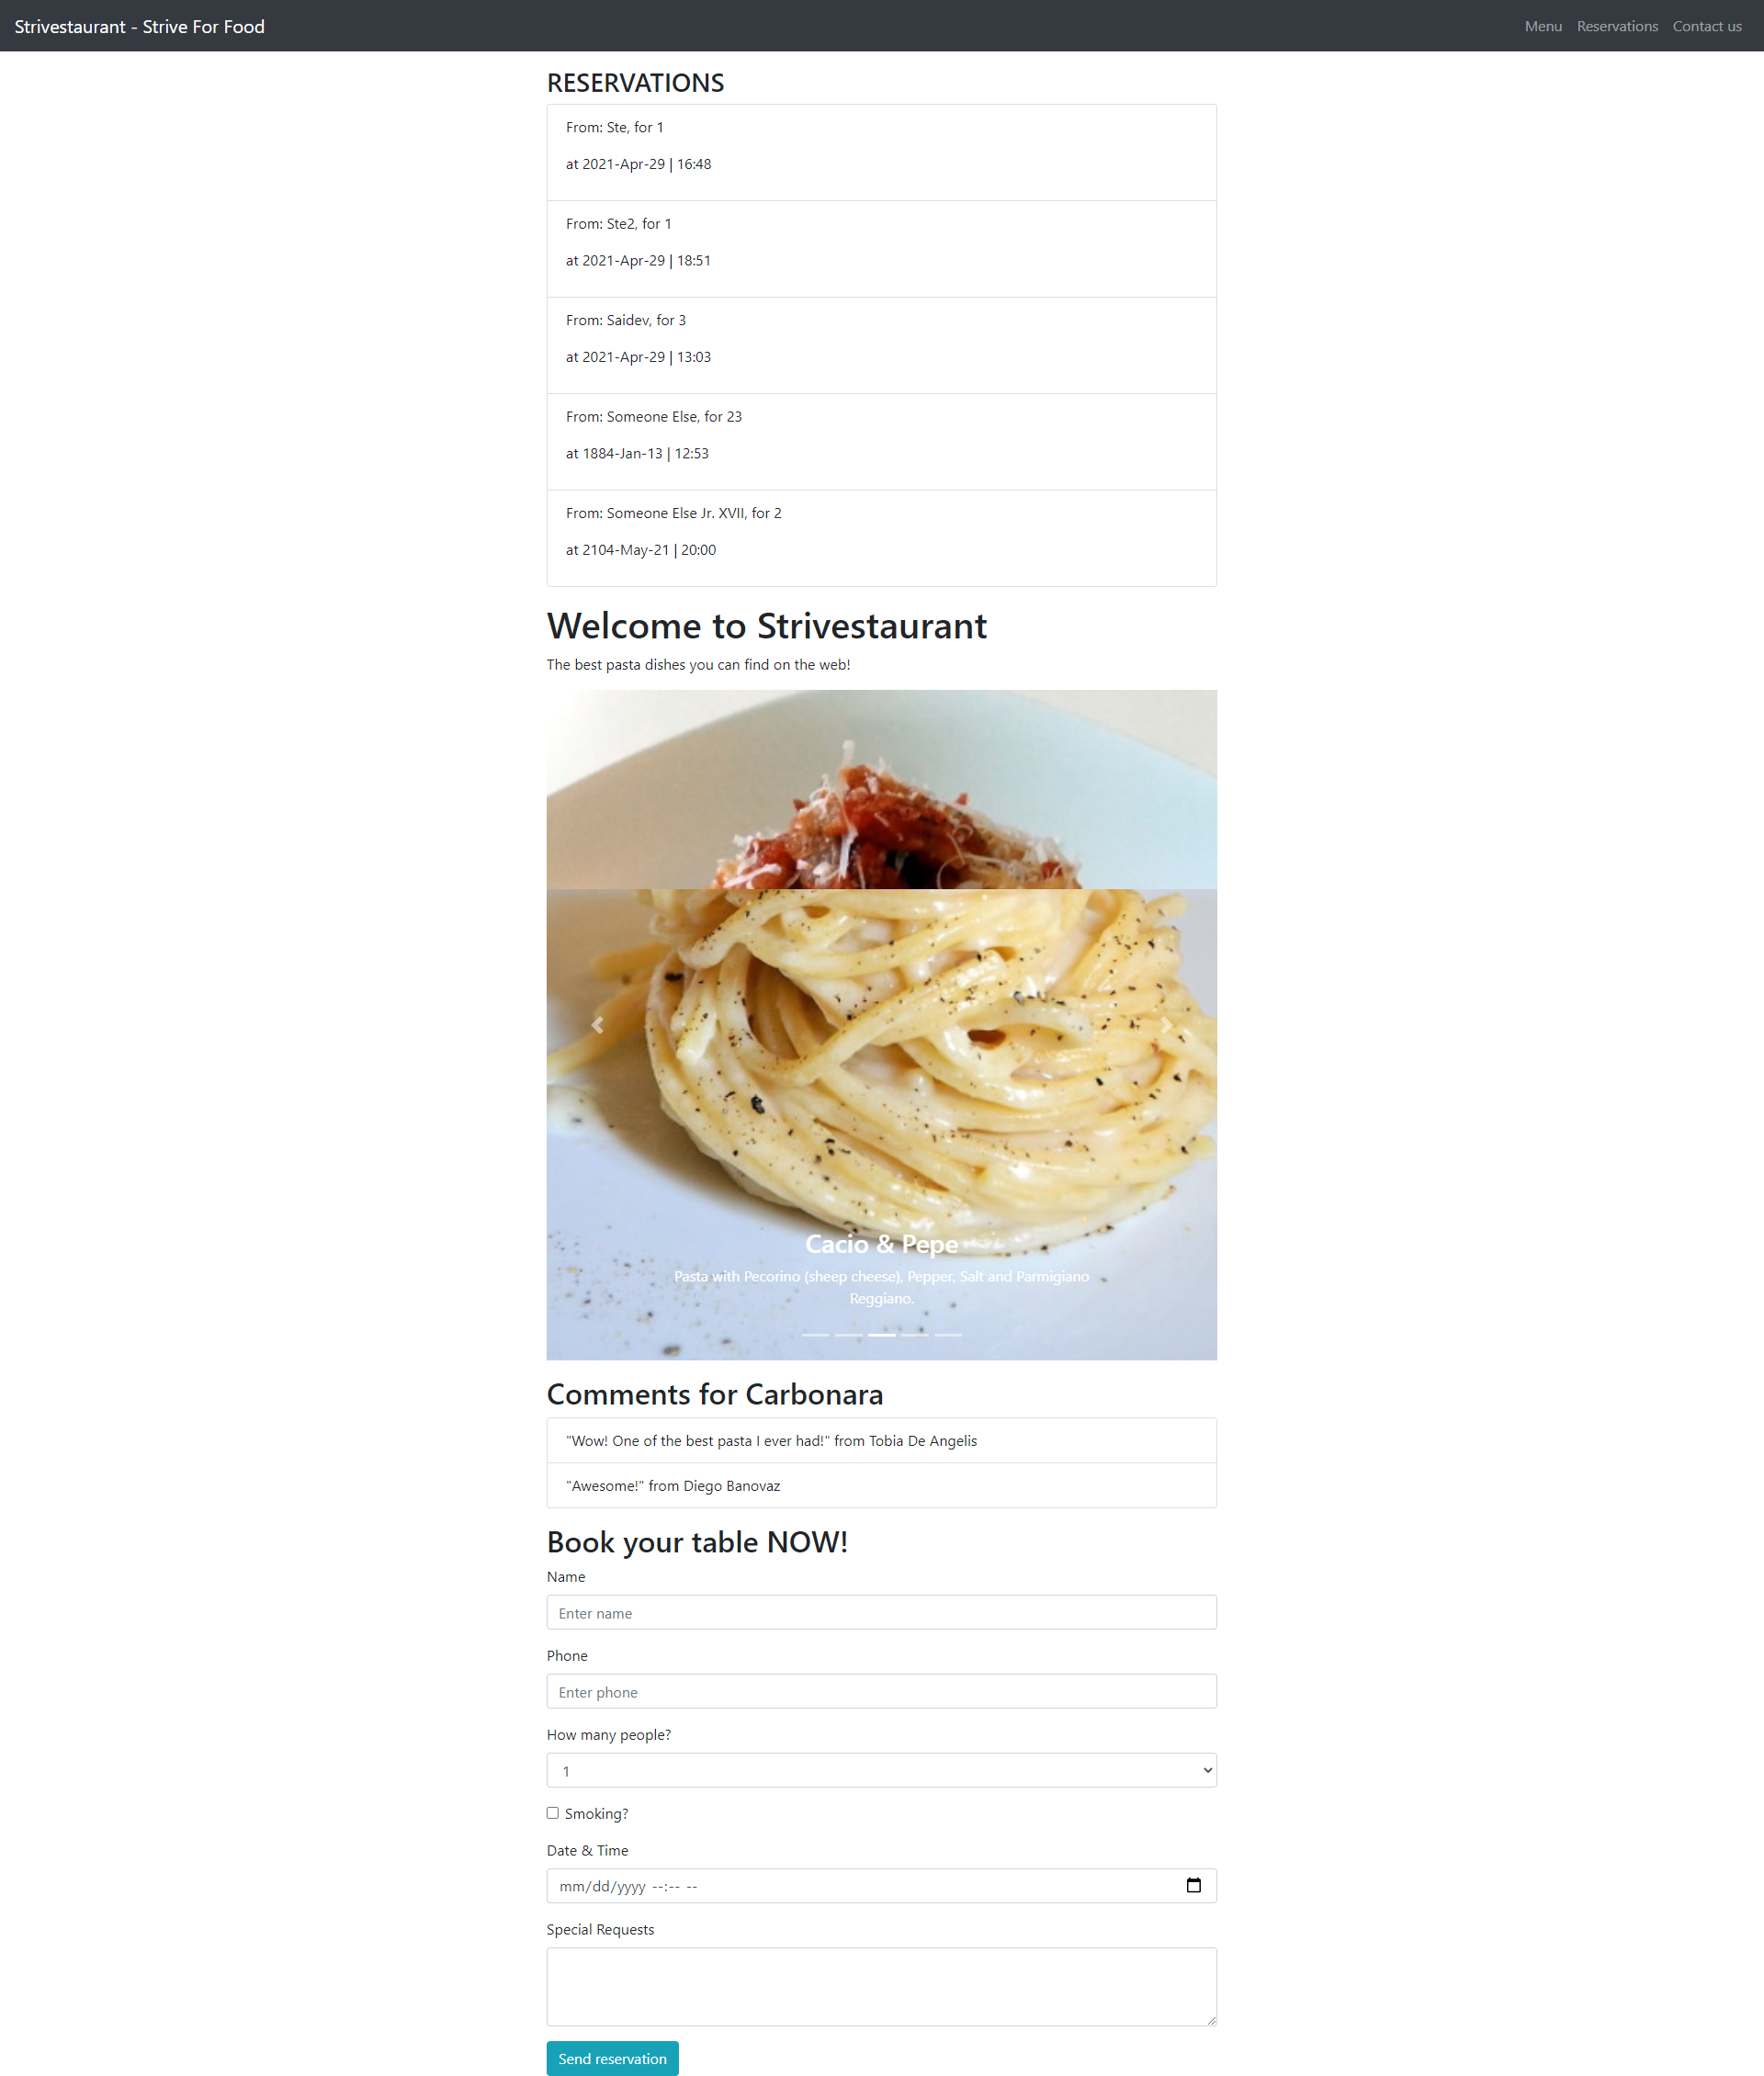 Strivestaurant - Strive For Food
Menu Reservations Contact us
RESERVATIONS
From: Ste, for 1
at 2021-Apr-29 | 16:48
From: Ste2, for 1
at 2021-Apr-29 | 18:51
From: Saidev, for 3
at 2021-Apr-29 | 13:03
From: Someone Else, for 23
at 1884-Jan-13 | 12:53
From: Someone Else Jr. XVII, for 2
at 2104-May-21 | 20:00
Welcome to Strivestaurant
The best pasta dishes you can find on the web!
Cacio & Pepe
Pasta with Pecorino (sheep cheese), Pepper, Salt and Parmigiano
Reggiano.
Comments for Carbonara
"Wow! One of the best pasta I ever had!" from Tobia De Angelis
"Awesome!" from Diego Banovaz
Book your table NOW!
Name
Enter name
Phone
Enter phone
How many people?
1
Smoking?
Date & Time
mm/dd/yyyy --:-- --
Special Requests
Send reservation